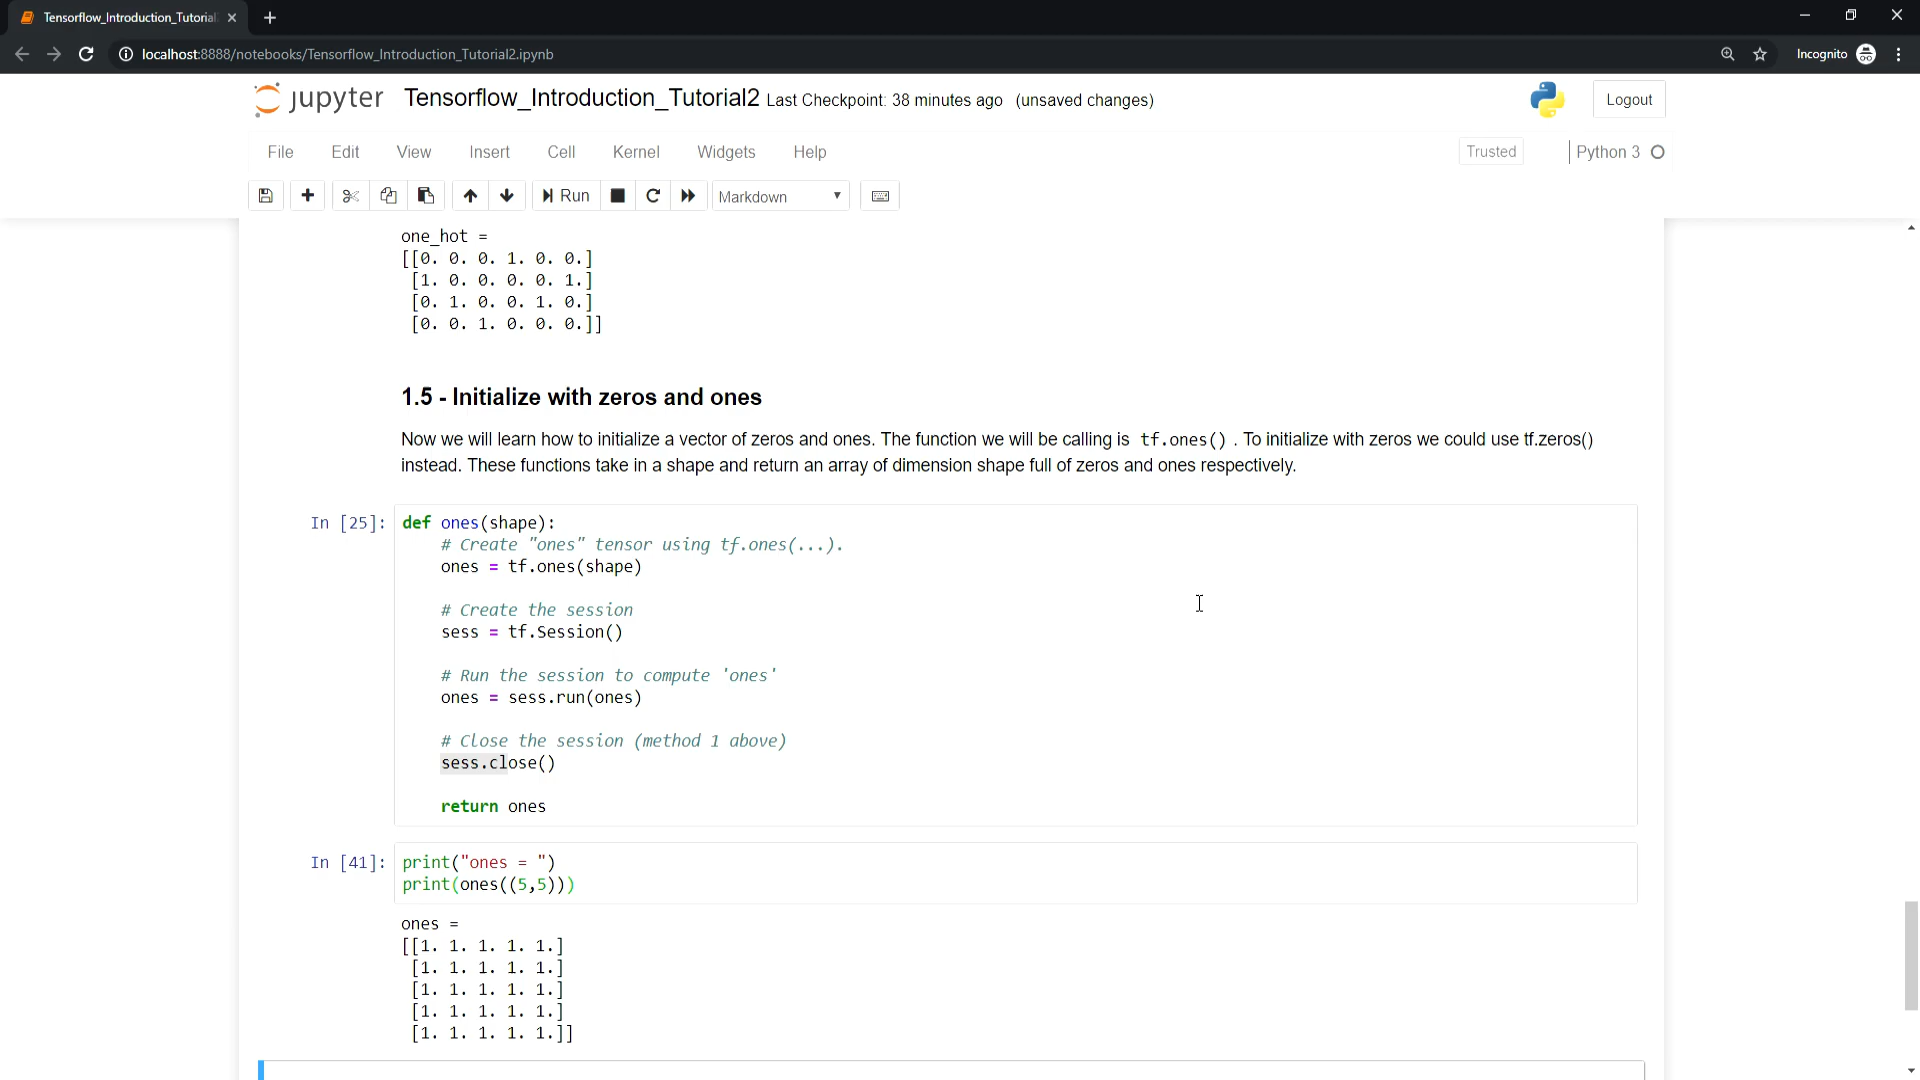 Tensorflow_Introduction_Tutorial
localhost:8888/notebooks/Tensorflow_Introduction_Tutorial2.ipynb
Incognito
jupyter Tensorflow_Introduction_Tutorial2 Last Checkpoint: 38 minutes ago (unsaved changes)
Logout
File Edit View Insert Cell Kernel Widgets Help
Trusted
Python 3
Run
Markdown
one_hot =
[[0. 0. 0. 1. 0. 0.]
[1. 0. 0. 0. 0. 1.]
[0. 1. 0. 0. 1. 0.]
[0. 0. 1. 0. 0. 0.]]
1.5 - Initialize with zeros and ones
Now we will learn how to initialize a vector of zeros and ones. The function we will be calling is tf.ones() . To initialize with zeros we could use tf.zeros()
instead. These functions take in a shape and return an array of dimension shape full of zeros and ones respectively.
In [25]: def ones(shape):
# Create "ones" tensor using tf.ones(...).
ones = tf.ones(shape)
# Create the session
sess = tf.Session()
# Run the session to compute 'ones'
ones = sess.run(ones)
# Close the session (method 1 above)
sess.close()
return ones
In [41]: print("ones = ")
print(ones((5,5)))
ones =
[[1. 1. 1. 1. 1.]
[1. 1. 1. 1. 1.]
[1. 1. 1. 1. 1.]
[1. 1. 1. 1. 1.]
[1. 1. 1. 1. 1.]]